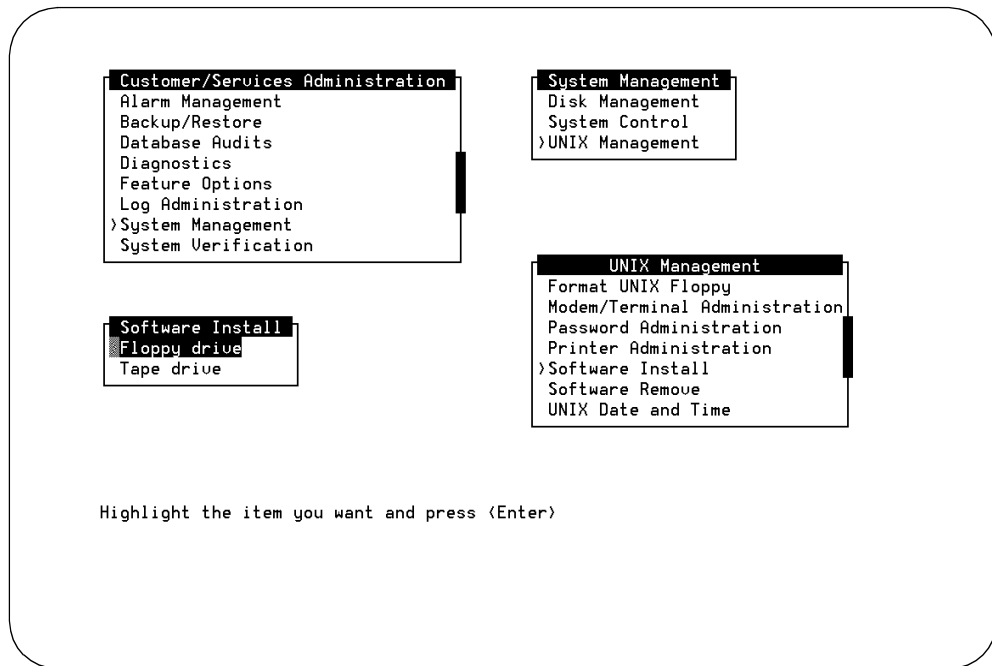 Customer/Services Administration
Alarm Management
Backup/Restore
Database Audits
Diagnostics
Feature Options
Log Administration
>System Management
System Verification
System Management
Disk Management
System Control
>UNIX Management
UNIX Management
Format UNIX Floppy
Modem/Terminal Administration
Password Administration
Printer Administration
>Software Install
Software Remove
UNIX Date and Time
Software Install
Floppy drive
Tape drive
Highlight the item you want and press <Enter>